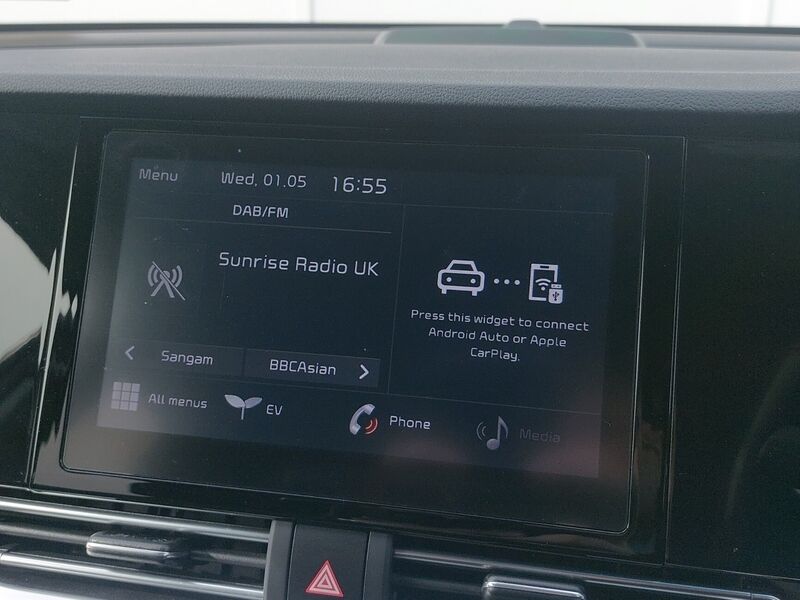 Menu Wed, 01.05 16:55
DAB/FM
Sunrise Radio UK
Press this widget to connect
Android Auto or Apple
CarPlay.
Sangam BBCAsian
All menus EV Phone Media